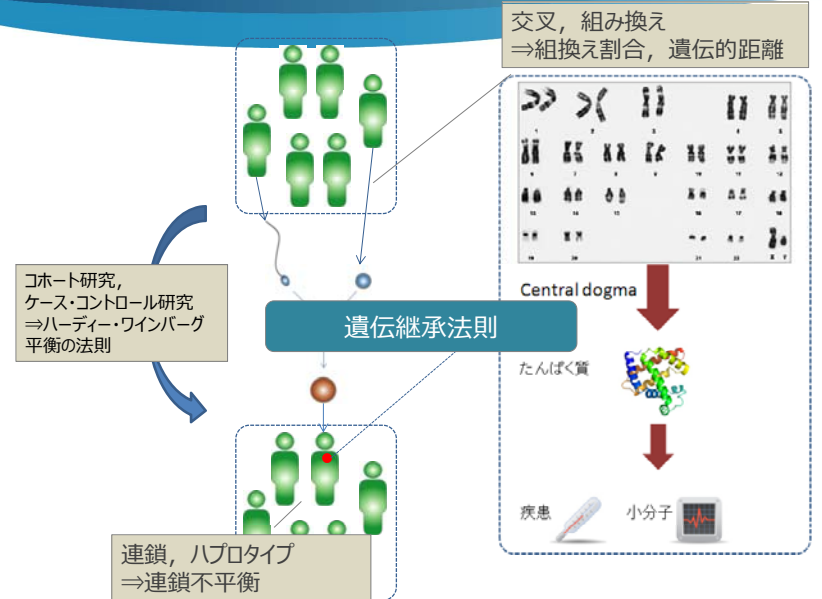 交叉，組み換え
⇒組換え割合，遺伝的距離
コホート研究，
ケース・コントロール研究
⇒ハーディー・ワインバーグ
平衡の法則
遺伝継承法則
連鎖，ハプロタイプ
⇒連鎖不平衡
Central dogma
たんぱく質
疾患
小分子